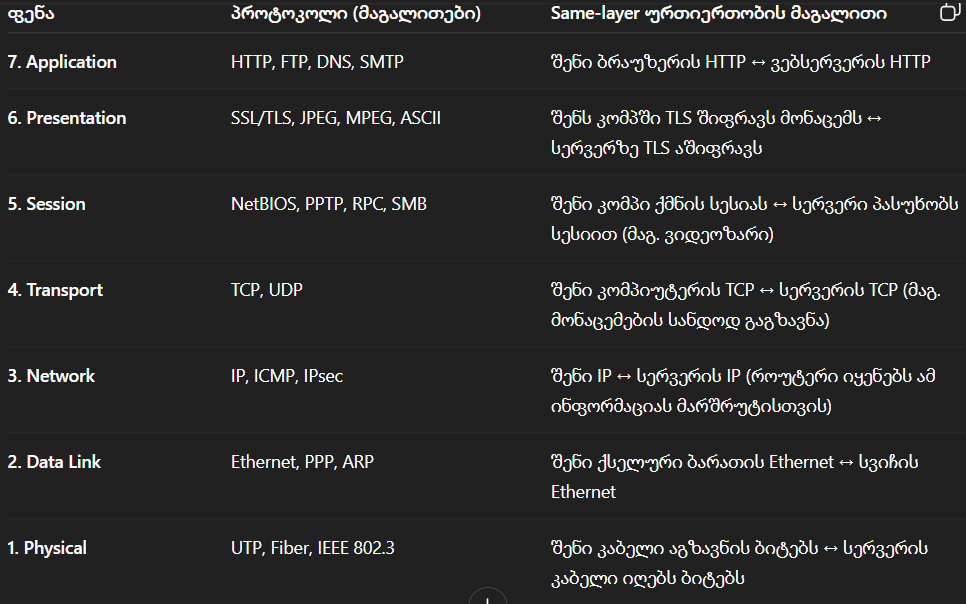 ფენა პროტოკოლი (მაგალითები) Same-layer ურთიერთობის მაგალითი
7. Application HTTP, FTP, DNS, SMTP შენი ბრაუზერის HTTP ↔ ვებსერვერის HTTP
6. Presentation SSL/TLS, JPEG, MPEG, ASCII შენს კომპში TLS შიფრავს მონაცემს ↔
სერვერზე TLS აშიფრავს
5. Session NetBIOS, PPTP, RPC, SMB შენი კომპი ქმნის სესიას ↔ სერვერი პასუხობს
სესიით (მაგ. ვიდეოზარი)
4. Transport TCP, UDP შენი კომპიუტერის TCP ↔ სერვერის TCP (მაგ.
მონაცემების სანდოდ გაგზავნა)
3. Network IP, ICMP, IPsec შენი IP ↔ სერვერის IP (როუტერი იყენებს ამ
ინფორმაციას მარშრუტისთვის)
2. Data Link Ethernet, PPP, ARP შენი ქსელური ბარათის Ethernet ↔ სვიჩის
Ethernet
1. Physical UTP, Fiber, IEEE 802.3 შენი კაბელი აგზავნის ბიტებს ↔ სერვერის
კაბელი იღებს ბიტებს